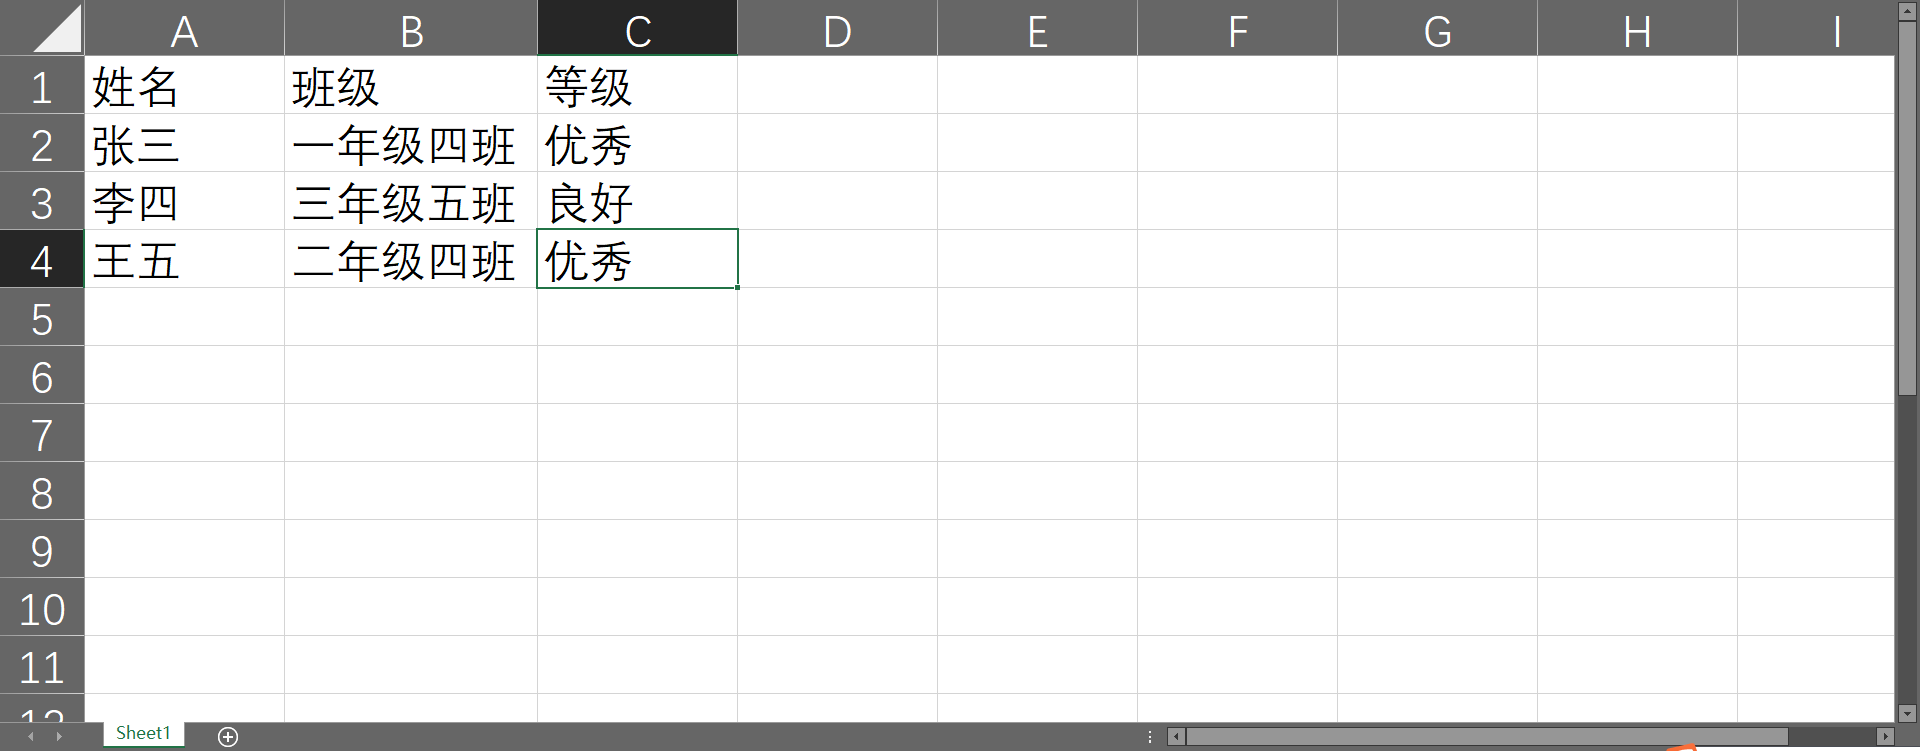 A B C D E F G H I
1 姓名 班级 等级
2 张三 一年级四班 优秀
3 李四 三年级五班 良好
4 王五 二年级四班 优秀
5
6
7
8
9
10
11
12
Sheet1